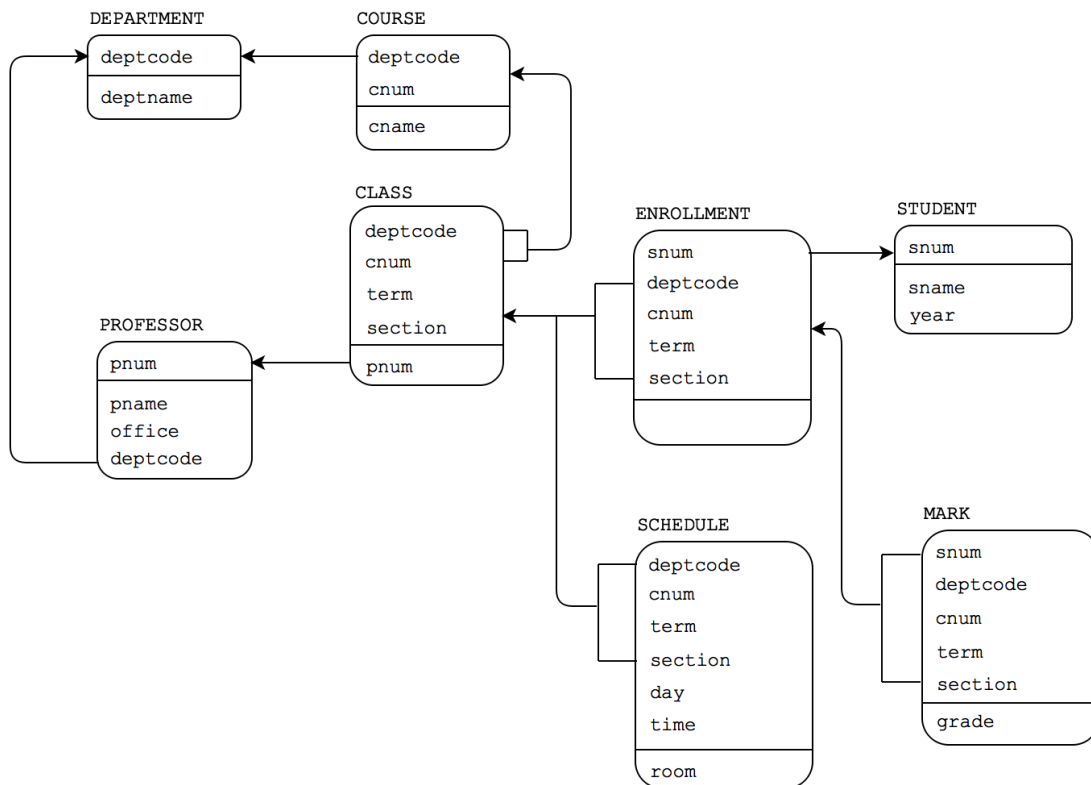 DEPARTMENT
deptcode
deptname
COURSE
deptcode
cnum
cname
CLASS
deptcode
cnum
term
section
pnum
PROFESSOR
pnum
pname
office
deptcode
ENROLLMENT
snum
deptcode
cnum
term
section
STUDENT
snum
sname
year
SCHEDULE
deptcode
cnum
term
section
day
time
room
MARK
snum
deptcode
cnum
term
section
grade